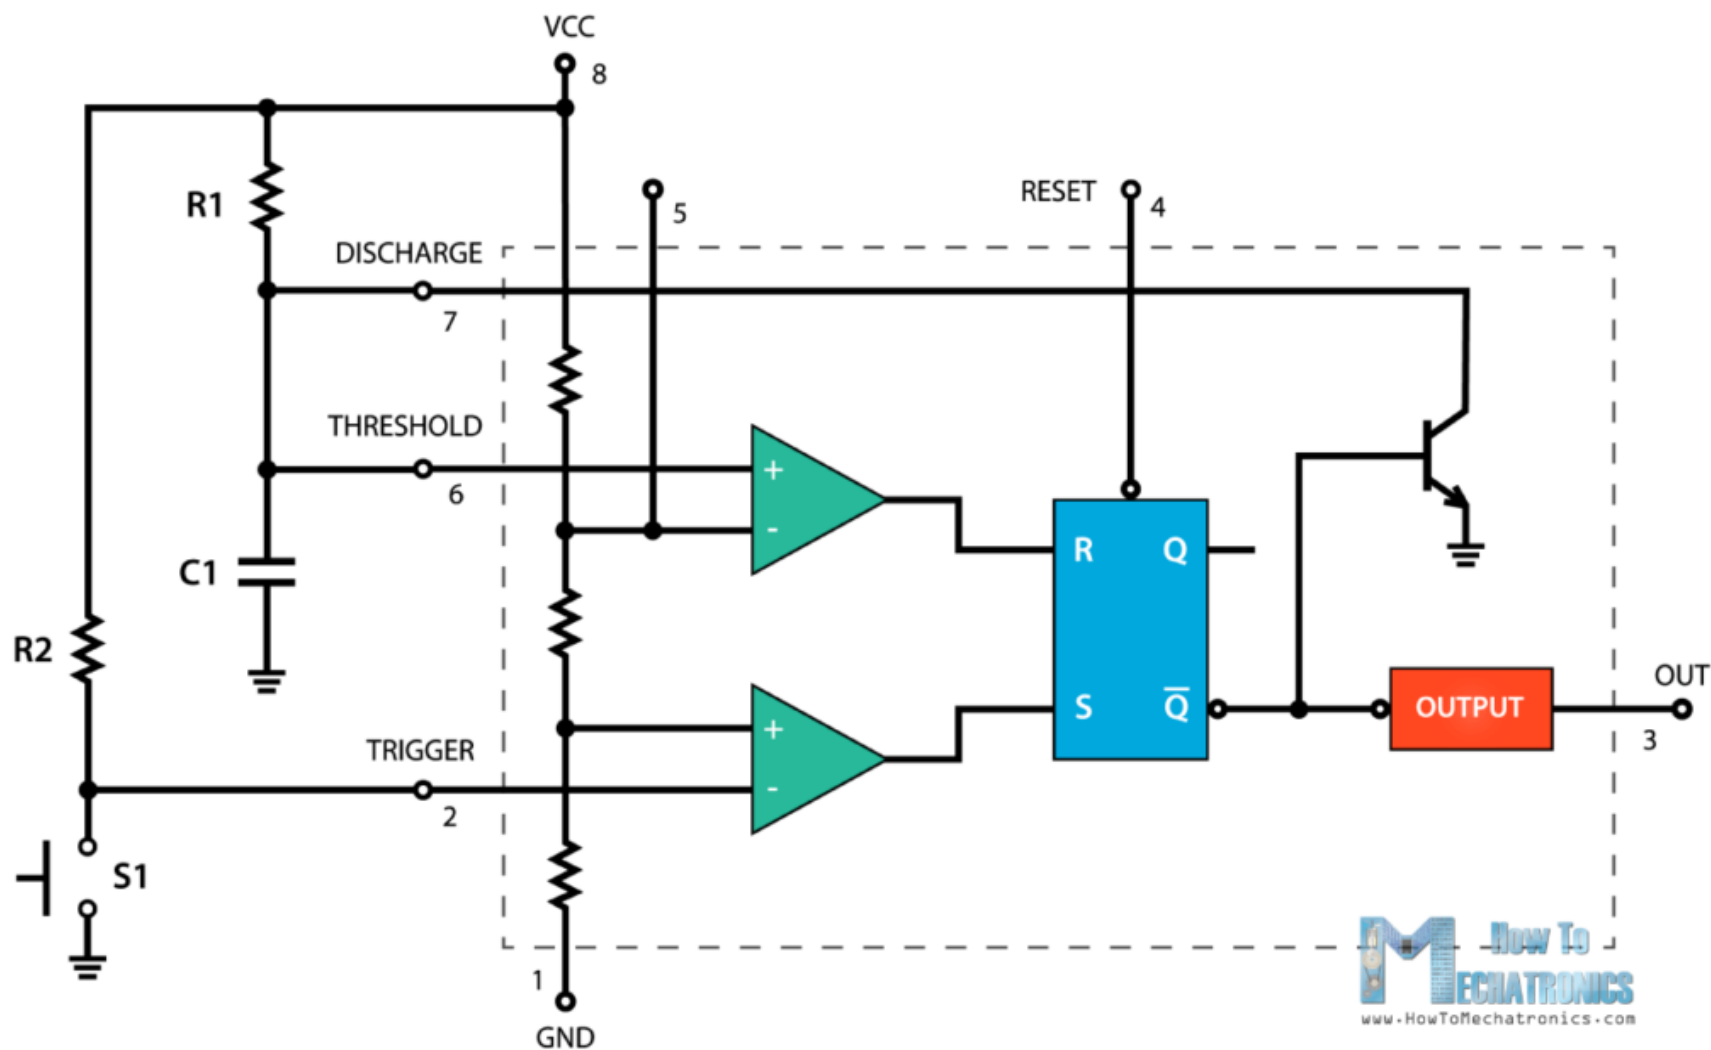 VCC
8
R1
5
RESET
4
DISCHARGE
7
THRESHOLD
6
+
-
R Q
C1
R2
S Q̅
OUTPUT
OUT
3
TRIGGER
2
+
-
S1
1
GND
How To
MECHATRONICS
www.HowToMechatronics.com